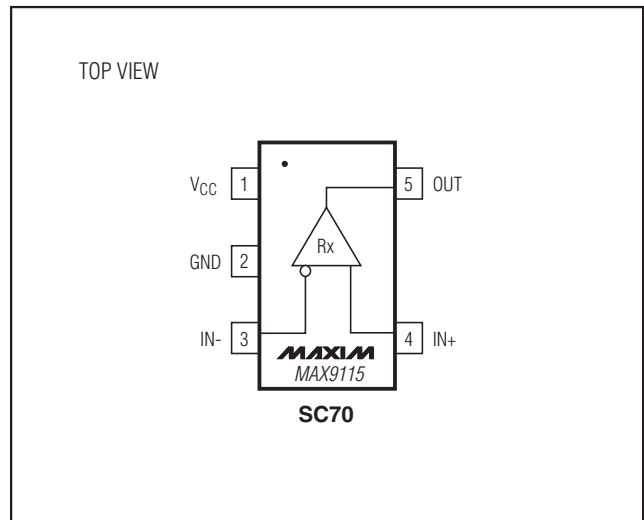 TOP VIEW
VCC 1
5 OUT
Rx
GND 2
IN- 3
4 IN+
MAXIM
MAX9115
SC70